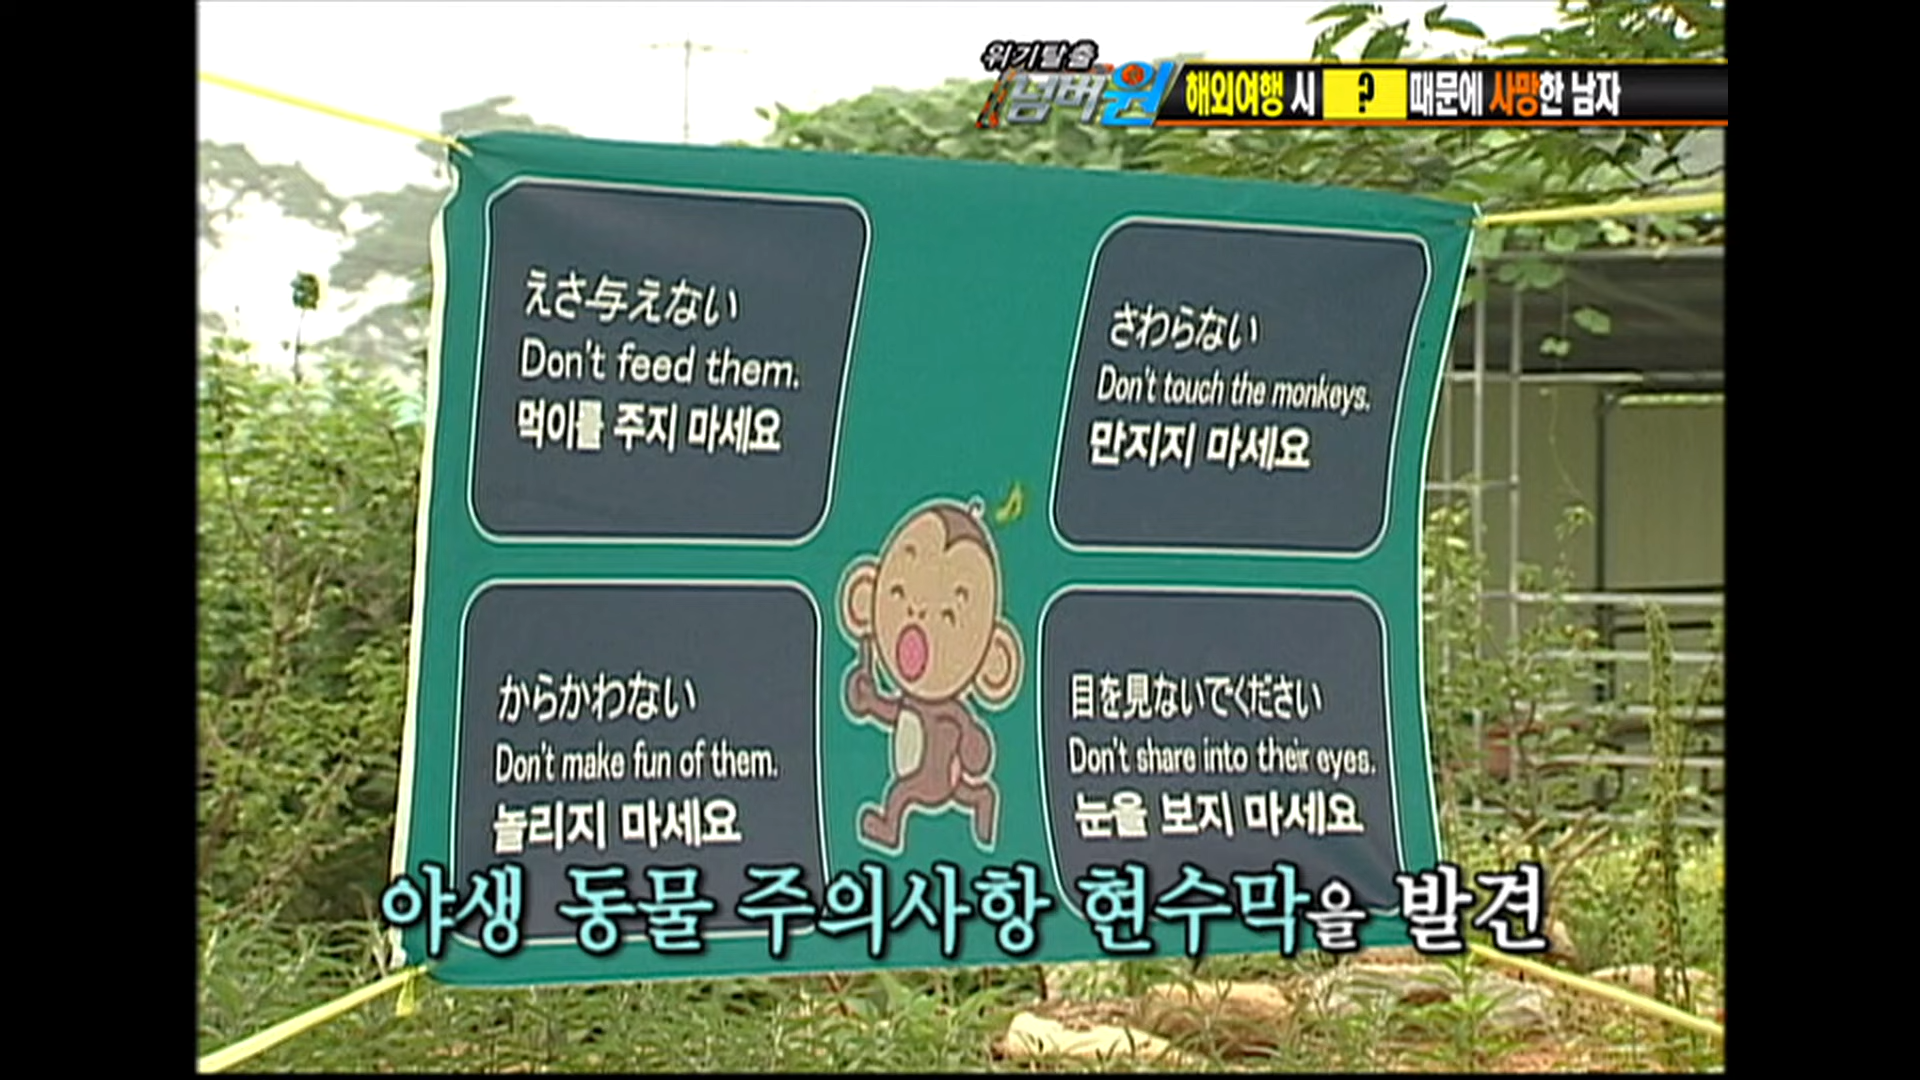 위기탈출
넘버원
해외여행 시 ? 때문에 사망한 남자
えさ与えない
Don't feed them.
먹이를 주지 마세요
さわらない
Don't touch the monkeys.
만지지 마세요
からかわない
Don't make fun of them.
놀리지 마세요
目を見ないでください
Don't share into their eyes.
눈을 보지 마세요
야생 동물 주의사항 현수막을 발견